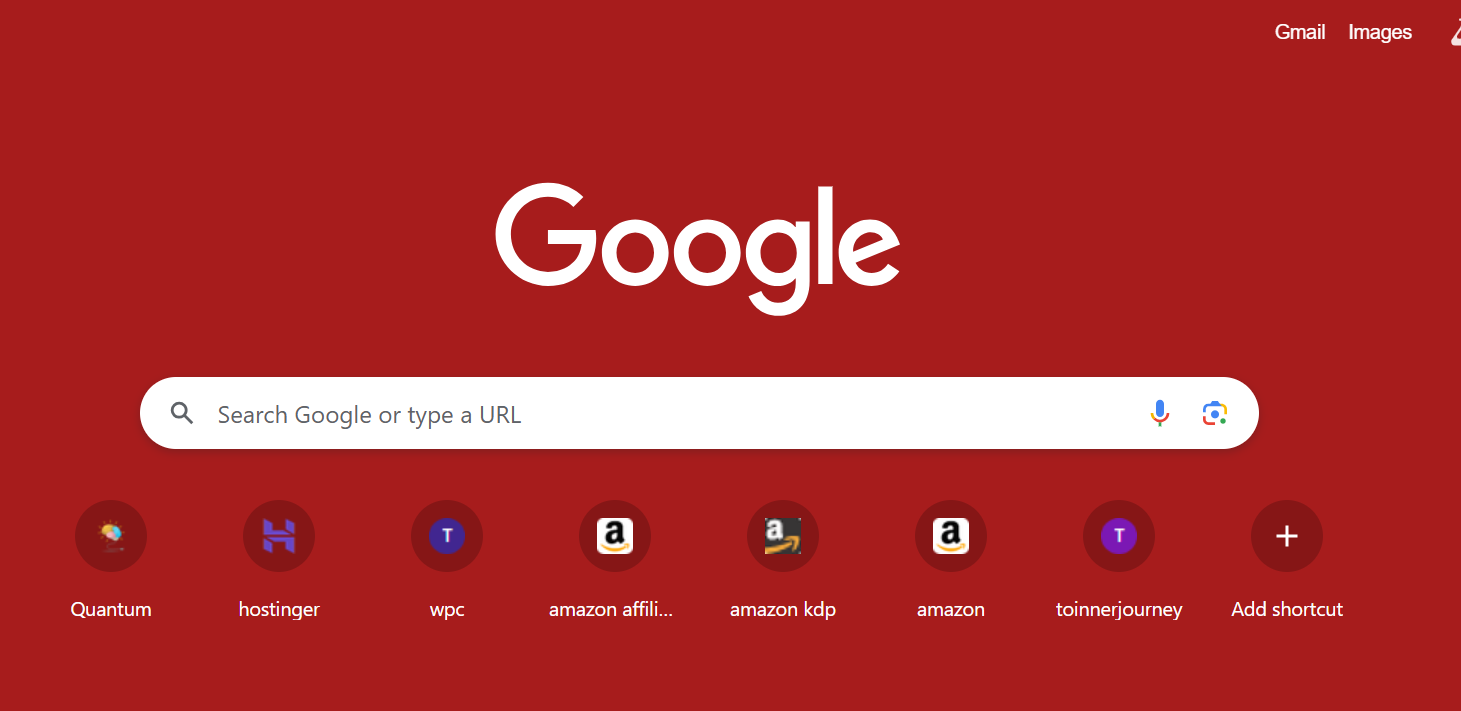 Gmail Images
Google
Search Google or type a URL
T
a
a
a
T
Quantum
hostinger
wpc
amazon affili...
amazon kdp
amazon
toinnerjourney
Add shortcut